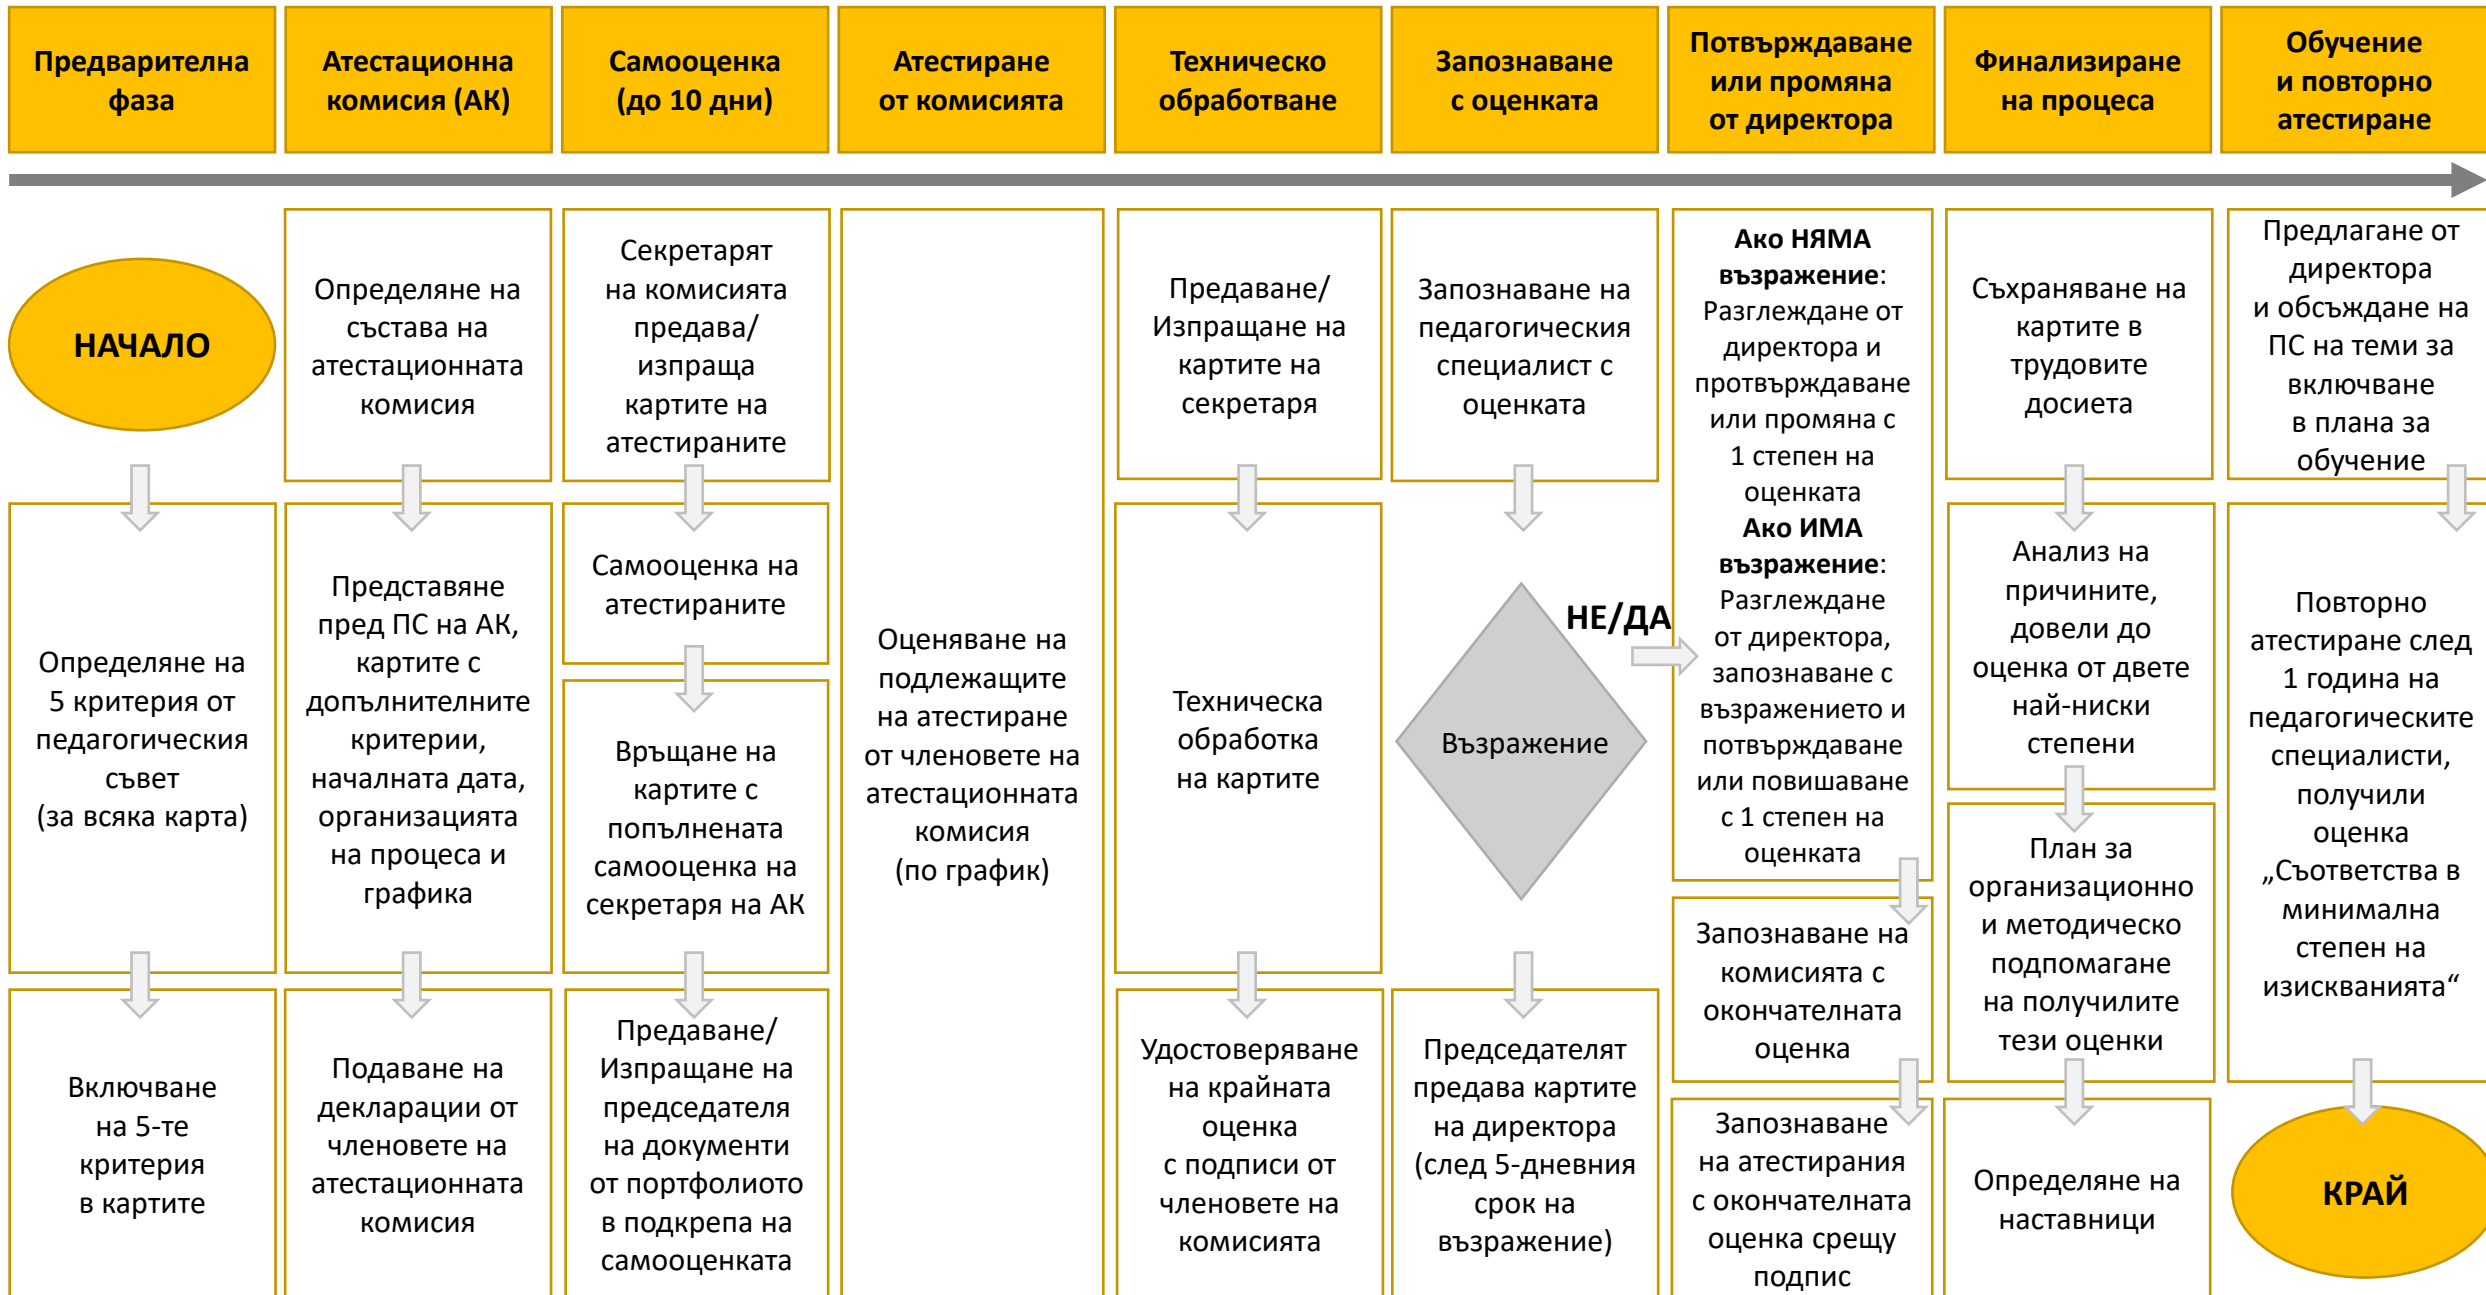 Предварителна
фаза
Атестационна
комисия (АК)
Самооценка
(до 10 дни)
Атестиране
от комисията
Техническо
обработване
Запознаване
с оценката
Потвърждаване
или промяна
от директора
Финализиране
на процеса
Обучение
и повторно
атестиране
НАЧАЛО
Определяне на
5 критерия от
педагогическия
съвет
(за всяка карта)
Включване
на 5-те
критерия
в картите
Определяне на
състава на
атестационната
комисия
Представяне
пред ПС на АК,
картите с
допълнителните
критерии,
началната дата,
организацията
на процеса и
графика
Подаване на
декларации от
членовете на
атестационната
комисия
Секретарят
на комисията
предава/
изпраща
картите на
атестираните
Самооценка на
атестираните
Връщане на
картите с
попълнената
самооценка на
секретаря на АК
Предаване/
Изпращане на
председателя
на документи
от портфолиото
в подкрепа на
самооценката
Оценяване на
подлежащите
на атестиране
от членовете на
атестационната
комисия
(по график)
Предаване/
Изпращане на
картите на
секретаря
Техническа
обработка
на картите
Удостоверяване
на крайната
оценка
с подписи от
членовете на
комисията
Запознаване на
педагогическия
специалист с
оценката
Възражение
НЕ/ДА
Председателят
предава картите
на директора
(след 5-дневния
срок на
възражение)
Ако НЯМА
възражение:
Разглеждане от
директора и
протвърждаване
или промяна с
1 степен на
оценката
Ако ИМА
възражение:
Разглеждане
от директора,
запознаване с
възражението и
потвърждаване
или повишаване
с 1 степен на
оценката
Запознаване на
комисията с
окончателната
оценка
Запознаване
на атестирания
с окончателната
оценка срещу
подпис
Съхраняване на
картите в
трудовите
досиета
Анализ на
причините,
довели до
оценка от двете
най-ниски
степени
План за
организационно
и методическо
подпомагане
на получилите
тези оценки
Определяне на
наставници
Предлагане от
директора
и обсъждане на
ПС на теми за
включване
в плана за
обучение
Повторно
атестиране след
1 година на
педагогическите
специалисти,
получили
оценка
„Съответства в
минимална
степен на
изискванията“
КРАЙ